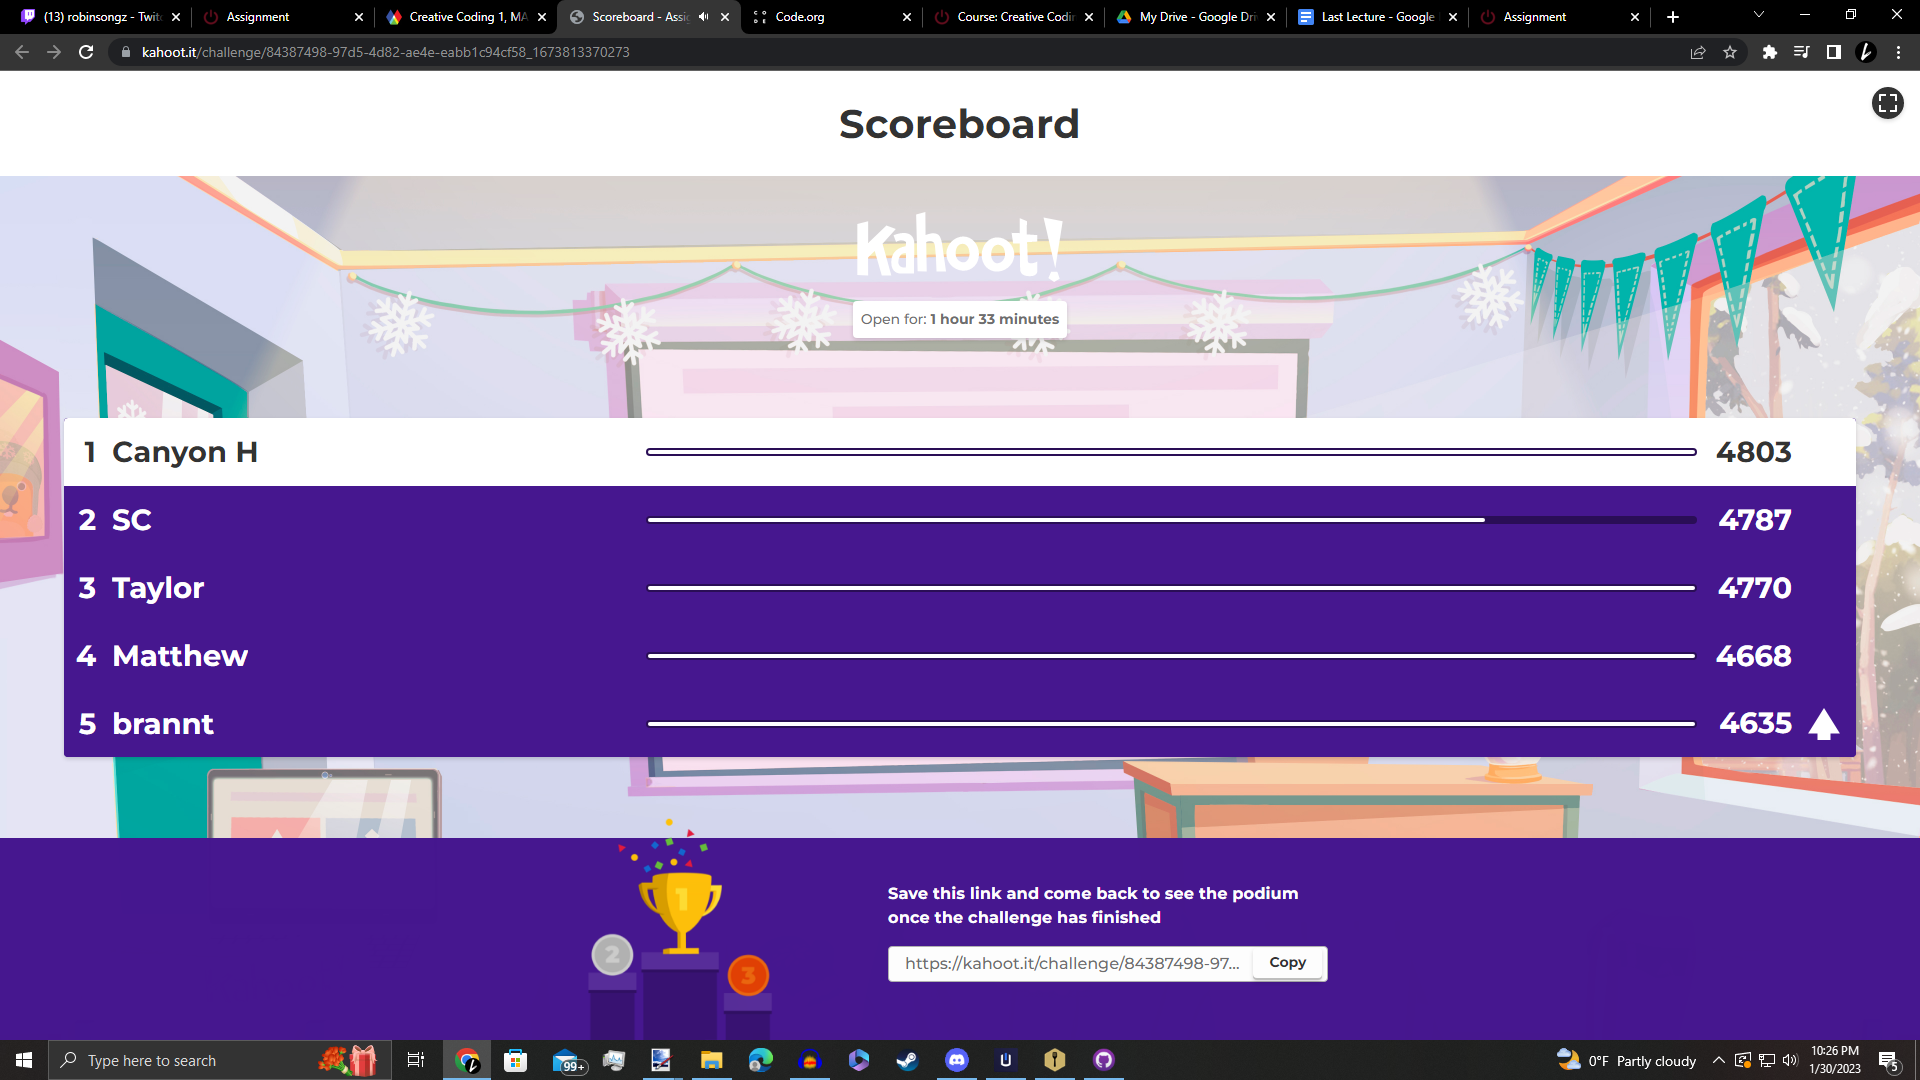 (13) robinsongz - Twitc
Assignment
Creative Coding 1, MA
Scoreboard - Assig
Code.org
Course: Creative Codin
My Drive - Google Dri
Last Lecture - Google
Assignment
kahoot.it/challenge/84387498-97d5-4d82-ae4e-eabb1c94cf58_1673813370273
Scoreboard
Kahoot!
Open for: 1 hour 33 minutes
1 Canyon H 4803
2 SC 4787
3 Taylor 4770
4 Matthew 4668
5 brannt 4635
1
2
3
Save this link and come back to see the podium
once the challenge has finished
https://kahoot.it/challenge/84387498-97... Copy
Type here to search
99+
0°F Partly cloudy
10:26 PM
1/30/2023
5